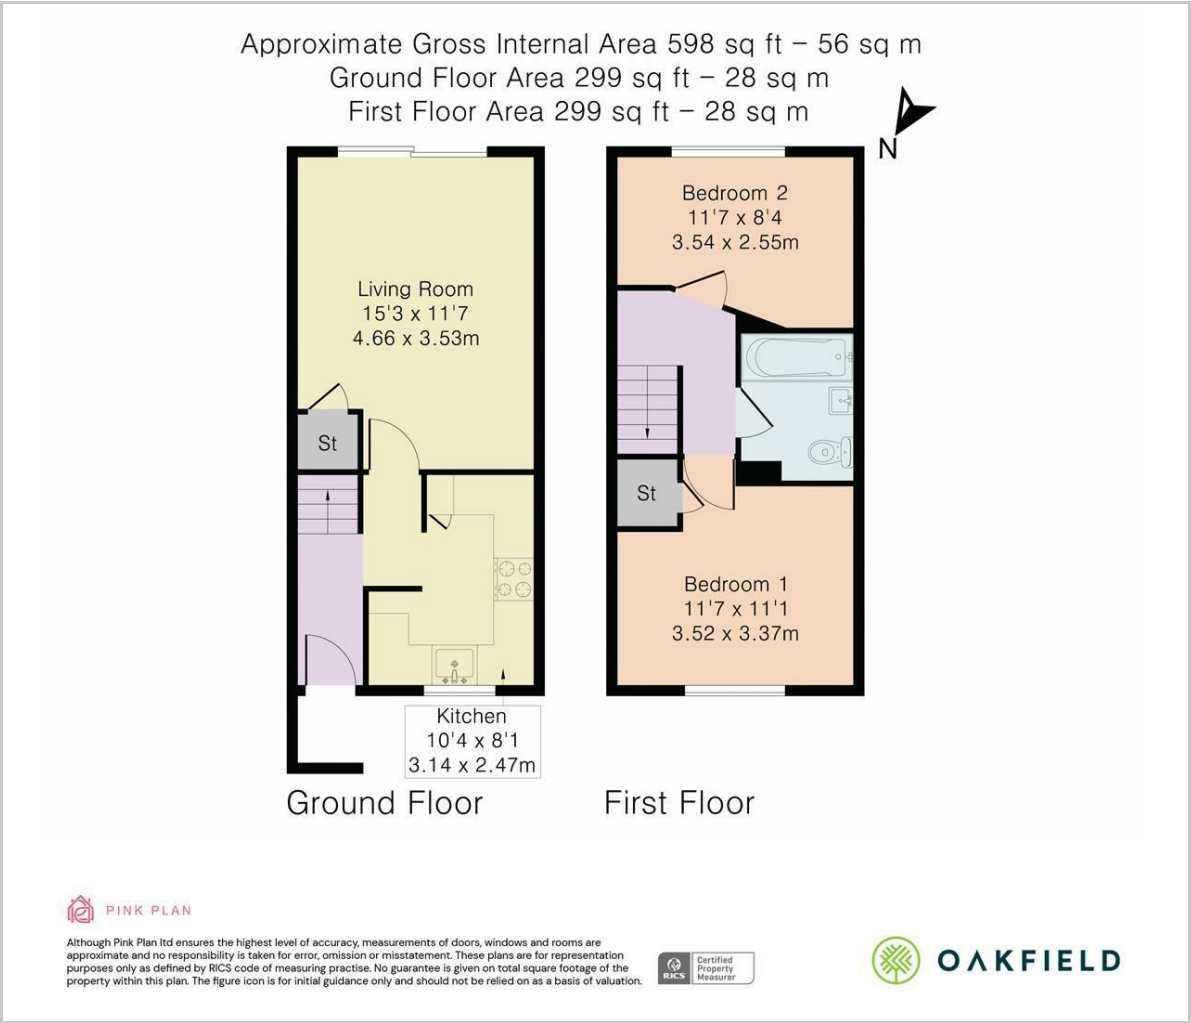 Approximate Gross Internal Area 598 sq ft – 56 sq m
Ground Floor Area 299 sq ft – 28 sq m
First Floor Area 299 sq ft – 28 sq m
N
Living Room
15'3 x 11'7
4.66 x 3.53m
St
Kitchen
10'4 x 8'1
3.14 x 2.47m
Ground Floor
Bedroom 2
11'7 x 8'4
3.54 x 2.55m
St
Bedroom 1
11'7 x 11'1
3.52 x 3.37m
First Floor
PINK PLAN
Although Pink Plan ltd ensures the highest level of accuracy, measurements of doors, windows and rooms are
approximate and no responsibility is taken for error, omission or misstatement. These plans are for representation
purposes only as defined by RICS code of measuring practise. No guarantee is given on total square footage of the
property within this plan. The figure icon is for initial guidance only and should not be relied on as a basis of valuation.
RICS
Certified
Property
Measurer
OAKFIELD